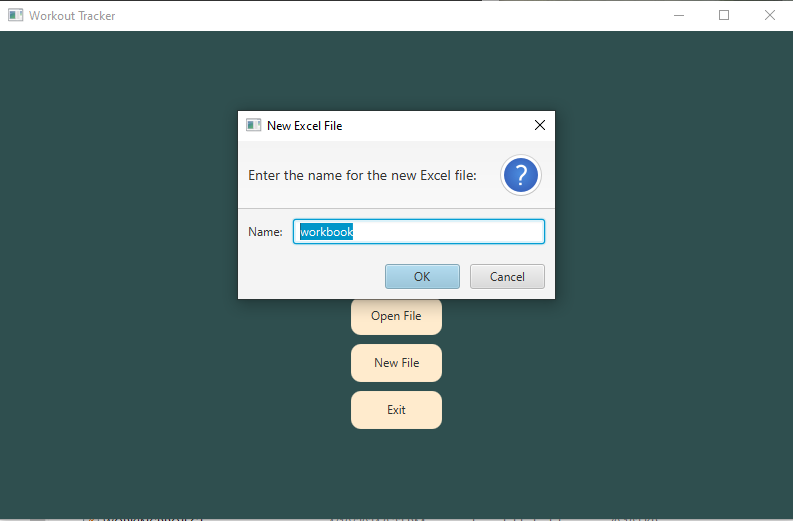 Workout Tracker
New Excel File
Enter the name for the new Excel file:
?
Name: workbook
OK Cancel
Open File
New File
Exit